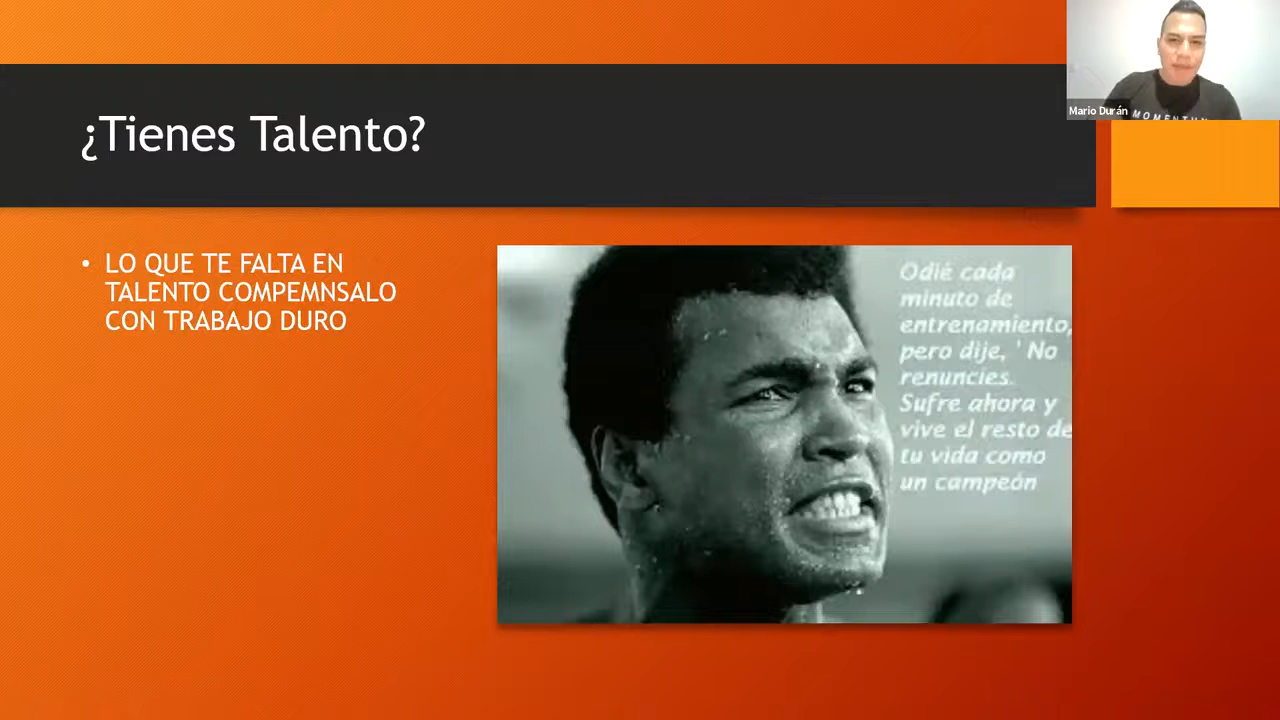 ¿Tienes Talento?
Mario Durán
MOMENTUM
• LO QUE TE FALTA EN
TALENTO COMPEMNSALO
CON TRABAJO DURO
Odié cada
minuto de
entrenamiento,
pero dije, ' No
renuncies.
Sufre ahora y
vive el resto de
tu vida como
un campeón